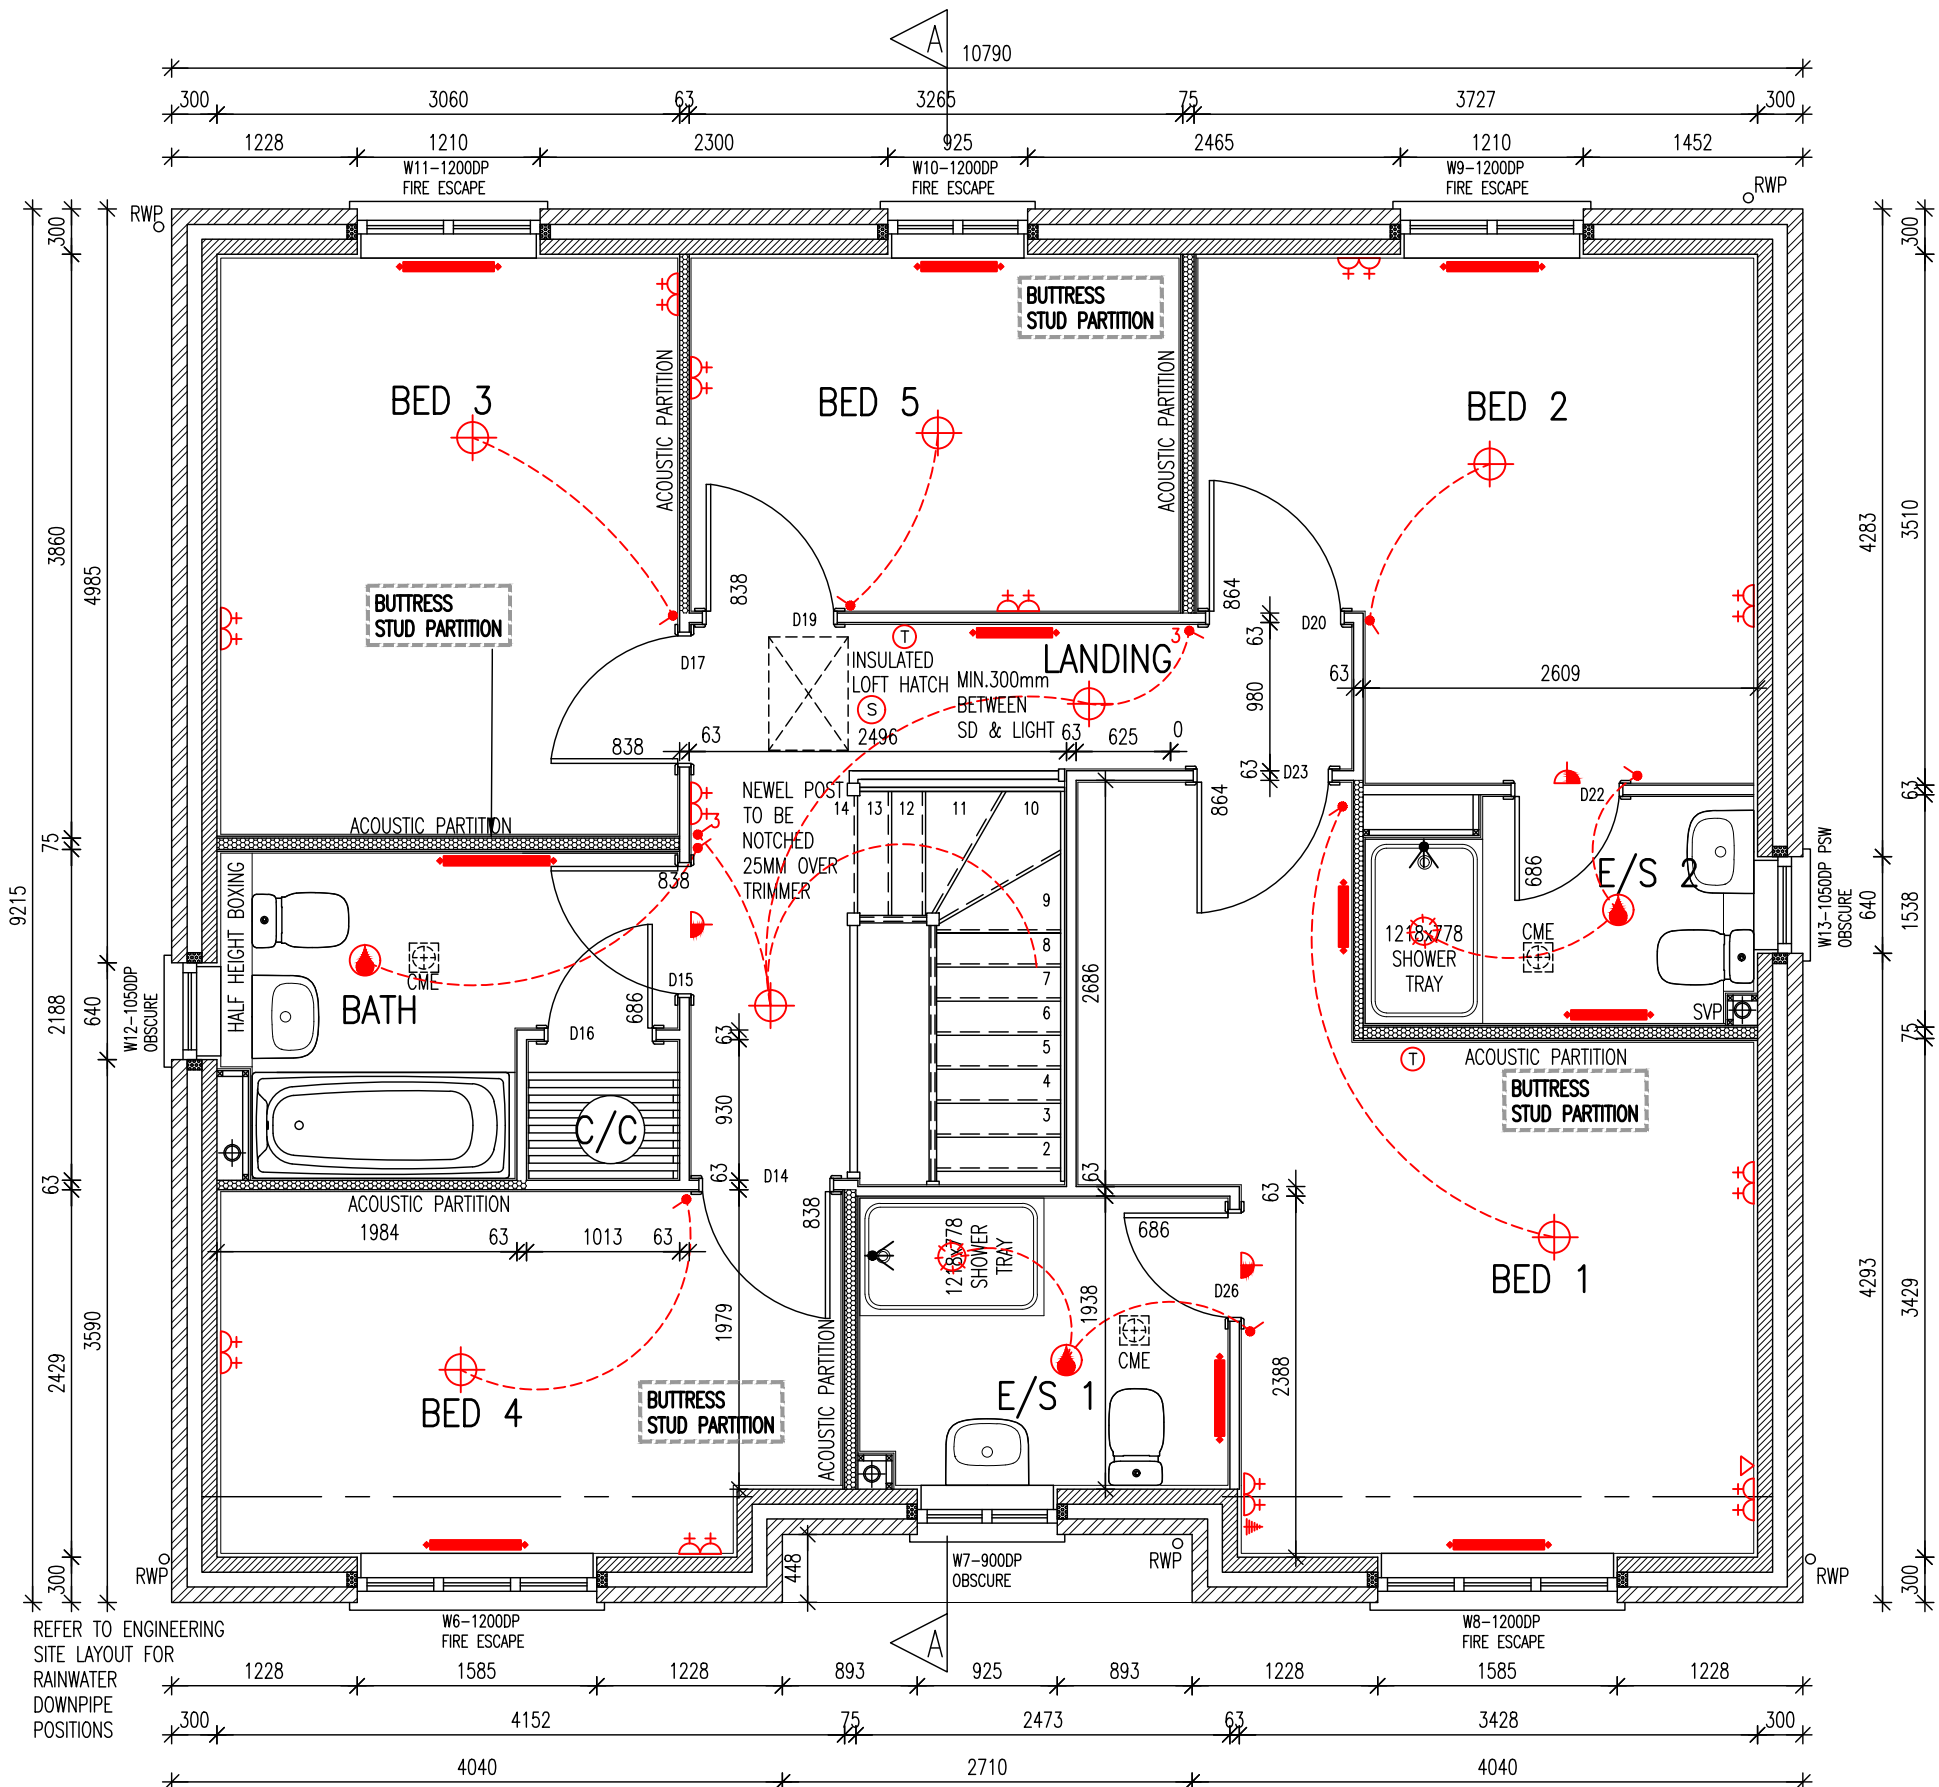 A
10790
300 3060 63 3265 75 3727 300
1228 1210 2300 925 2465 1210 1452
W11-1200DP
FIRE ESCAPE
W10-1200DP
FIRE ESCAPE
W9-1200DP
FIRE ESCAPE
RWP
RWP
300
300
BUTTRESS
STUD PARTITION
BED 3
BED 5
BED 2
ACOUSTIC PARTITION
ACOUSTIC PARTITION
3860
4985
4283
3510
BUTTRESS
STUD PARTITION
838
864
D19
D20
D17
T
3
63
INSULATED
LOFT HATCH
LANDING
MIN.300mm
BETWEEN
SD & LIGHT
S
980
63
2609
838
63
2496
63
625
0
63
D23
D22
864
63
NEWEL POST
TO BE
NOTCHED
25MM OVER
TRIMMER
3
14 13 12 11 10
9
8
7
6
5
4
3
2
ACOUSTIC PARTITION
75
838
HALF HEIGHT BOXING
686
E/S 2
9215
2188
640
W12-1050DP
OBSCURE
CME
BATH
D15
D16
686
63
2686
1218x778
SHOWER
TRAY
CME
SVP
640
1538
W13-1050DP PSW
OBSCURE
75
T
ACOUSTIC PARTITION
BUTTRESS
STUD PARTITION
C/C
930
63
D14
63
63
63
ACOUSTIC PARTITION
1984
63
1013
63
838
1218x778
SHOWER
TRAY
686
D26
BED 1
4293
3429
3590
2429
1979
1938
CME
2388
BED 4
BUTTRESS
STUD PARTITION
ACOUSTIC PARTITION
E/S 1
300
RWP
448
W7-900DP
OBSCURE
RWP
RWP
300
W6-1200DP
FIRE ESCAPE
W8-1200DP
FIRE ESCAPE
A
REFER TO ENGINEERING
SITE LAYOUT FOR
RAINWATER
DOWNPIPE
POSITIONS
1228 1585 1228 893 925 893 1228 1585 1228
300 4152 75 2473 63 3428 300
4040 2710 4040